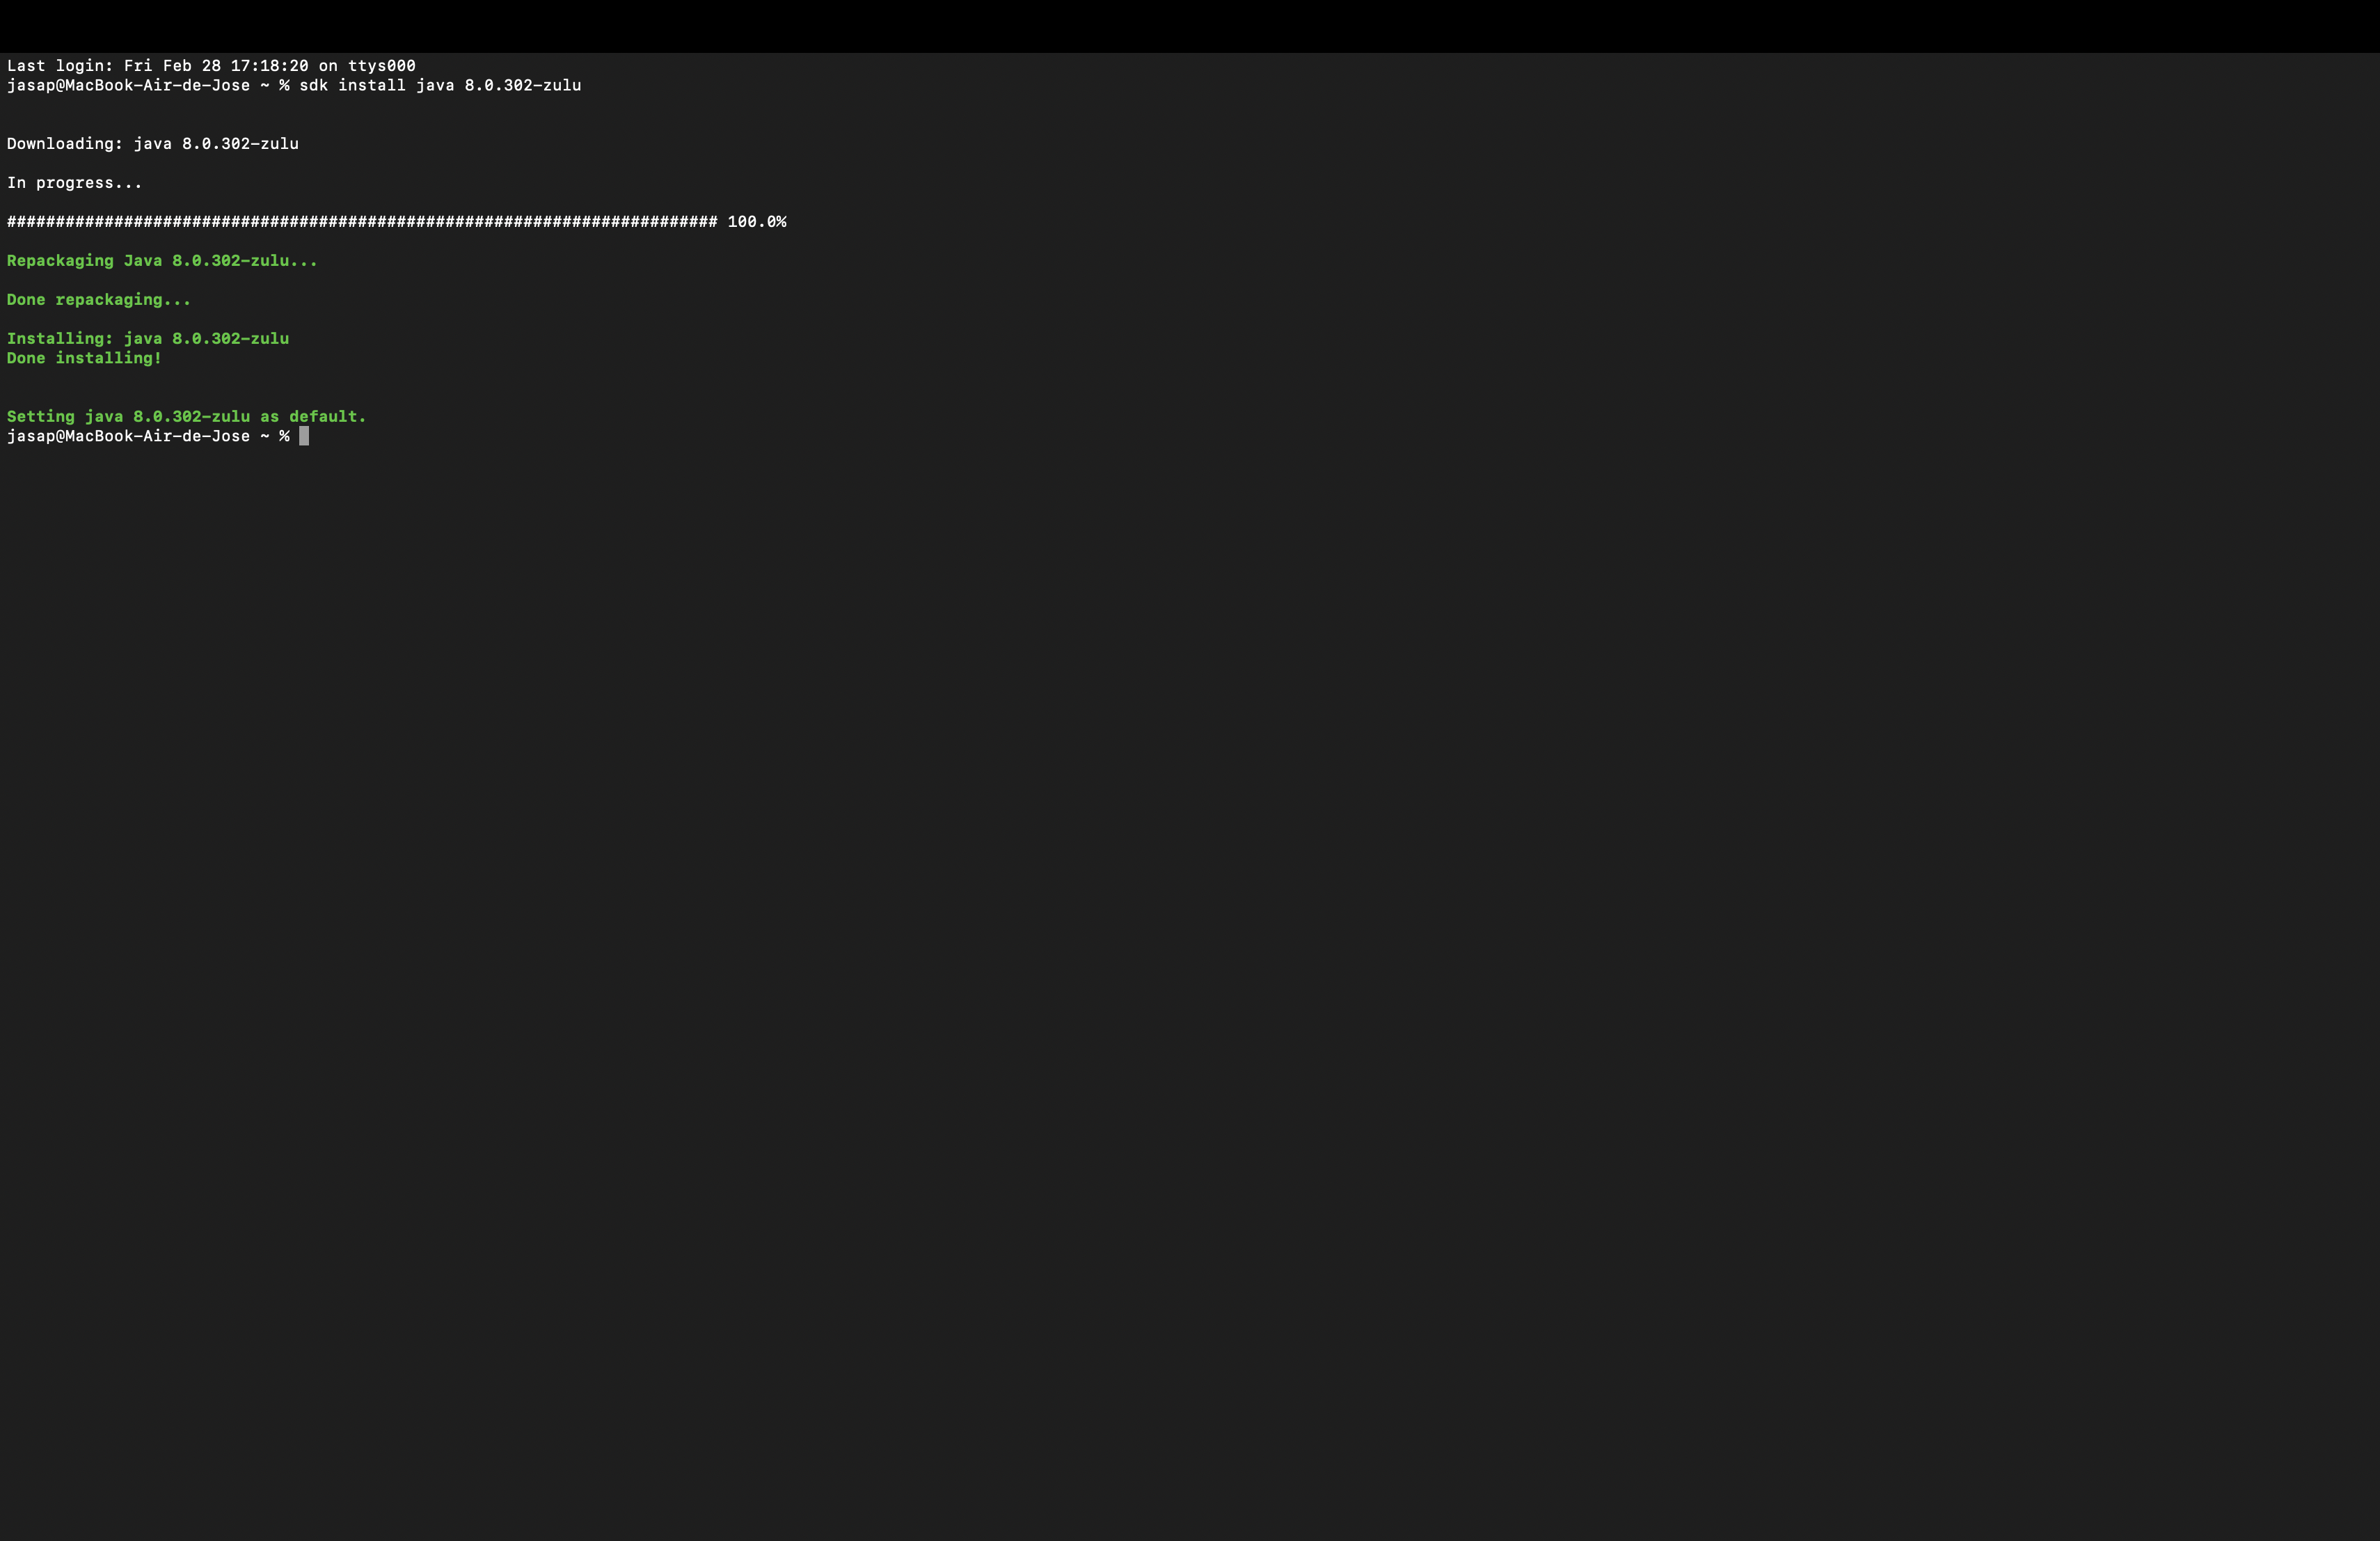 Last login: Fri Feb 28 17:18:20 on ttys000
jasap@MacBook-Air-de-Jose ~ % sdk install java 8.0.302-zulu
Downloading: java 8.0.302-zulu
In progress...
######################################################################### 100.0%
Repackaging Java 8.0.302-zulu...
Done repackaging...
Installing: java 8.0.302-zulu
Done installing!
Setting java 8.0.302-zulu as default.
jasap@MacBook-Air-de-Jose ~ %